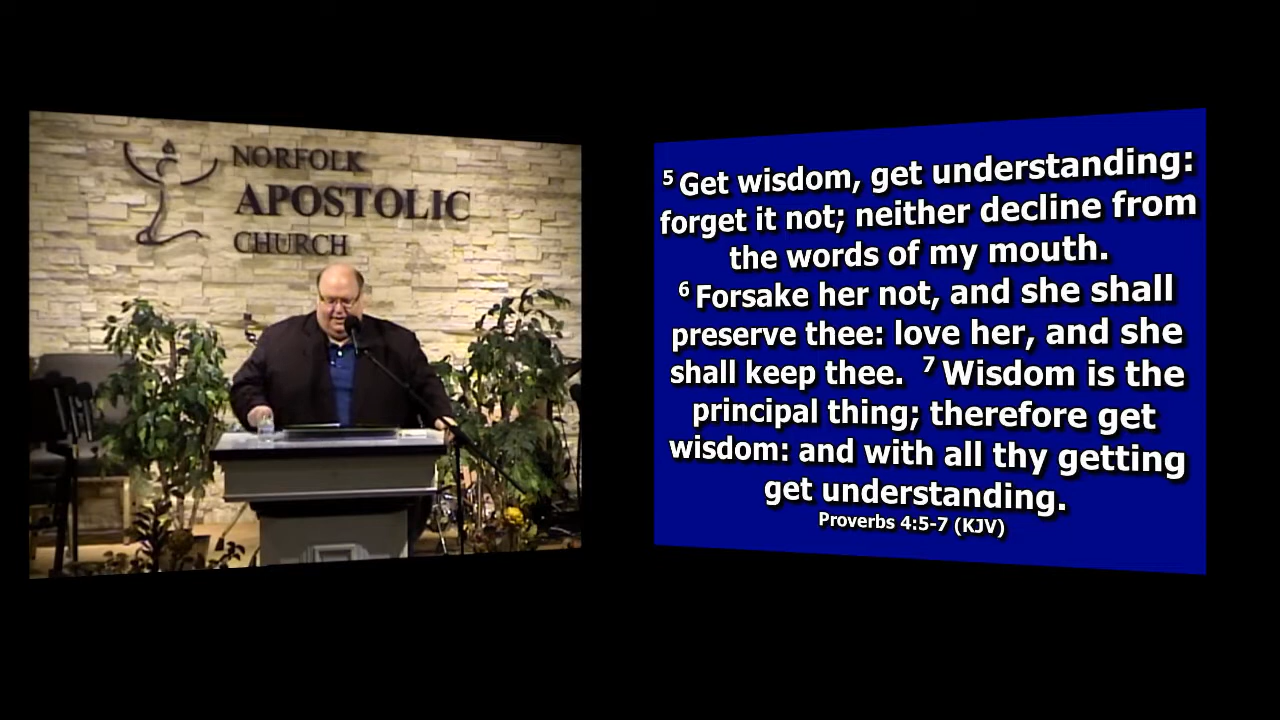 NORFOLK
APOSTOLIC
CHURCH
5 Get wisdom, get understanding:
forget it not; neither decline from
the words of my mouth.
6 Forsake her not, and she shall
preserve thee: love her, and she
shall keep thee. 7 Wisdom is the
principal thing; therefore get
wisdom: and with all thy getting
get understanding.
Proverbs 4:5-7 (KJV)